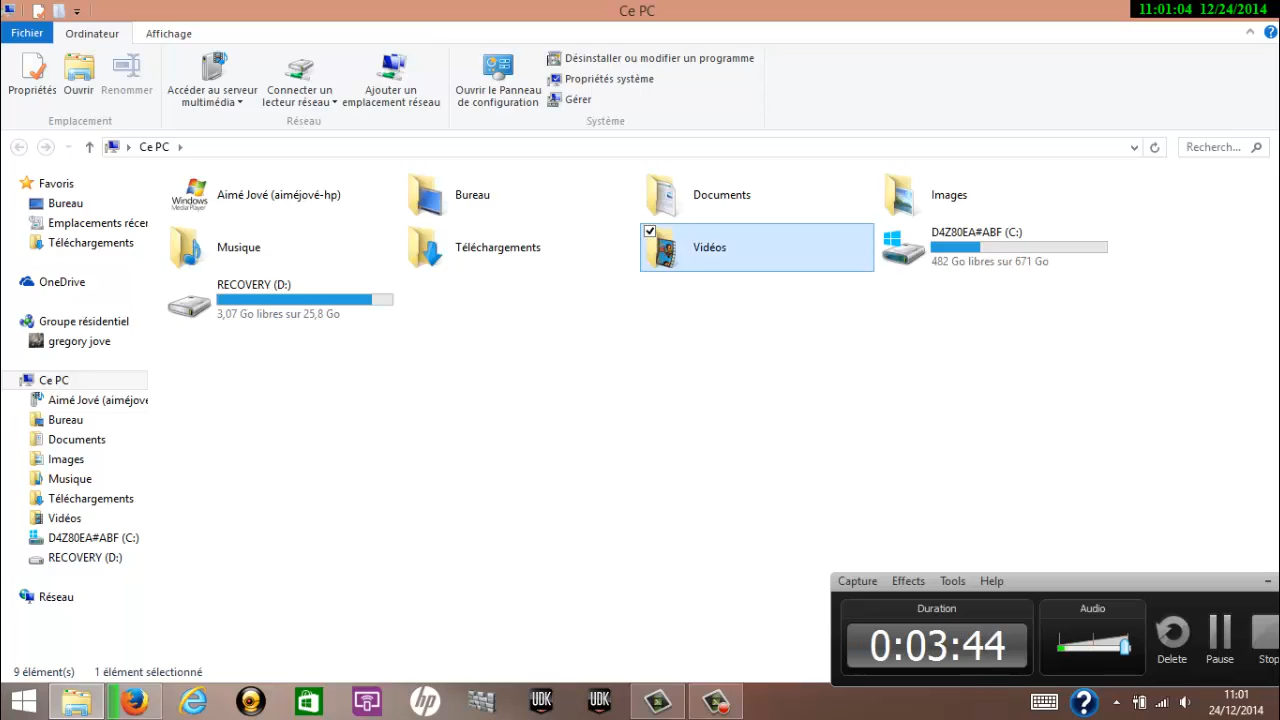 Ce PC
11:01:04 12/24/2014
Fichier
Ordinateur
Affichage
Propriétés
Ouvrir
Renommer
Accéder au serveur
multimédia
Connecter un
lecteur réseau
Ajouter un
emplacement réseau
Ouvrir le Panneau
de configuration
Désinstaller ou modifier un programme
Propriétés système
Gérer
Emplacement
Réseau
Système
Ce PC
Recherch...
Favoris
Bureau
Emplacements récer
Téléchargements
OneDrive
Groupe résidentiel
gregory jove
Ce PC
Aimé Jové (aiméjove
Bureau
Documents
Images
Musique
Téléchargements
Vidéos
D4Z80EA#ABF (C:)
RECOVERY (D:)
Réseau
Windows
Media Player
Aimé Jové (aiméjové-hp)
Bureau
Documents
Images
Musique
Téléchargements
Vidéos
D4Z80EA#ABF (C:)
482 Go libres sur 671 Go
RECOVERY (D:)
3,07 Go libres sur 25,8 Go
Capture Effects Tools Help
Duration
0:03:44
Audio
Delete
Pause
Stop
9 élément(s) 1 élément sélectionné
hp
UDK
UDK
11:01
24/12/2014